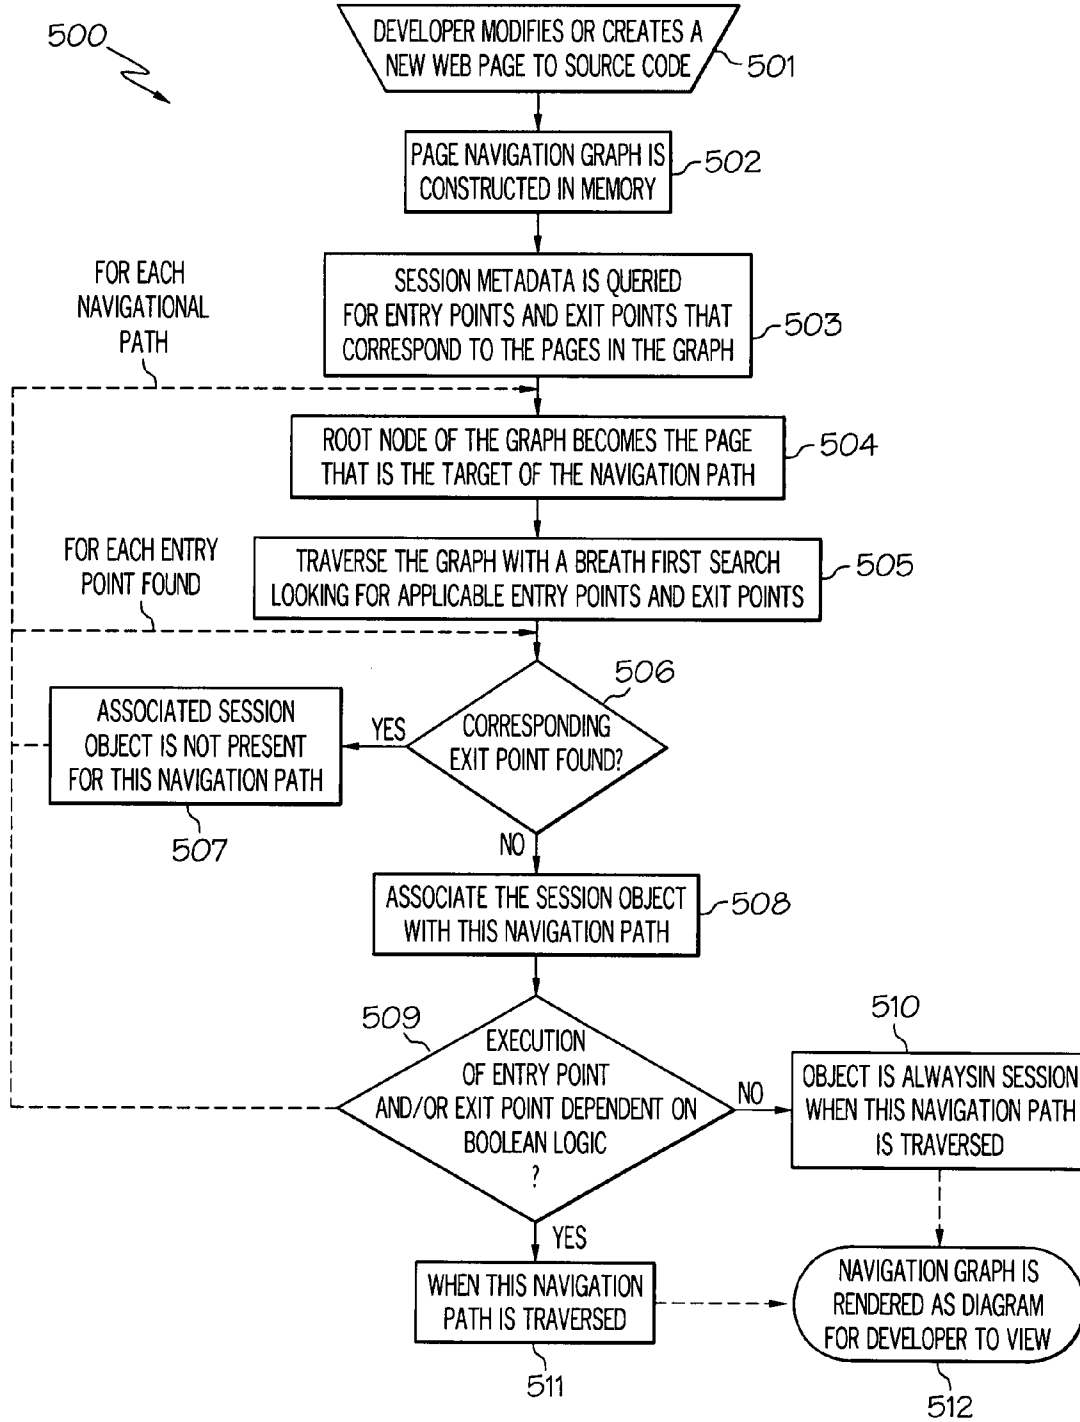 500
DEVELOPER MODIFIES OR CREATES A
NEW WEB PAGE TO SOURCE CODE
501
PAGE NAVIGATION GRAPH IS
CONSTRUCTED IN MEMORY
502
FOR EACH
NAVIGATIONAL
PATH
SESSION METADATA IS QUERIED
FOR ENTRY POINTS AND EXIT POINTS THAT
CORRESPOND TO THE PAGES IN THE GRAPH
503
ROOT NODE OF THE GRAPH BECOMES THE PAGE
THAT IS THE TARGET OF THE NAVIGATION PATH
504
FOR EACH ENTRY
POINT FOUND
TRAVERSE THE GRAPH WITH A BREATH FIRST SEARCH
LOOKING FOR APPLICABLE ENTRY POINTS AND EXIT POINTS
505
506
CORRESPONDING
EXIT POINT FOUND?
YES
ASSOCIATED SESSION
OBJECT IS NOT PRESENT
FOR THIS NAVIGATION PATH
507
NO
ASSOCIATE THE SESSION OBJECT
WITH THIS NAVIGATION PATH
508
509
EXECUTION
OF ENTRY POINT
AND/OR EXIT POINT DEPENDENT ON
BOOLEAN LOGIC
?
NO
510
OBJECT IS ALWAYSIN SESSION
WHEN THIS NAVIGATION PATH
IS TRAVERSED
YES
WHEN THIS NAVIGATION
PATH IS TRAVERSED
511
NAVIGATION GRAPH IS
RENDERED AS DIAGRAM
FOR DEVELOPER TO VIEW
512